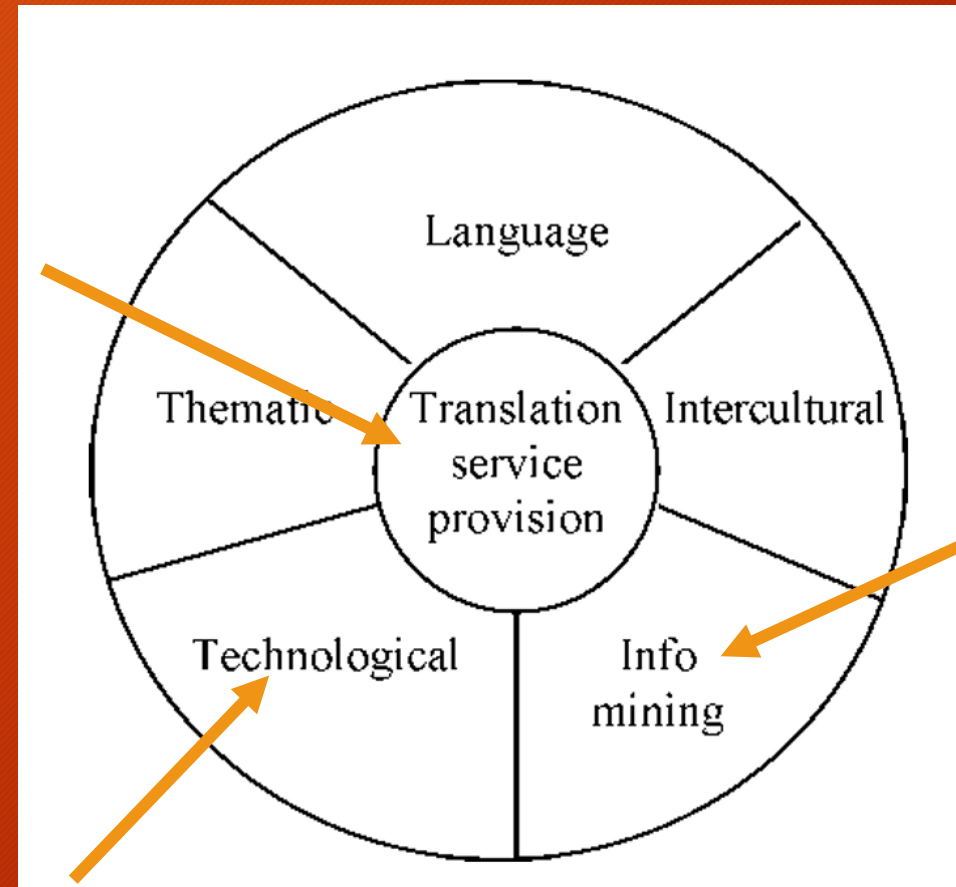 Language
Thematic
Translation
service
provision
Intercultural
Technological
Info
mining